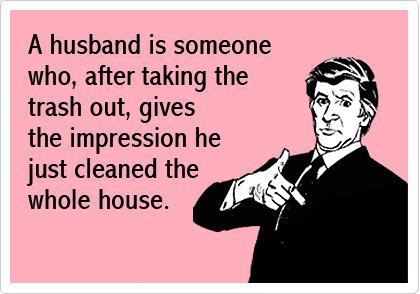 A husband is someone
who, after taking the
trash out, gives
the impression he
just cleaned the
whole house.